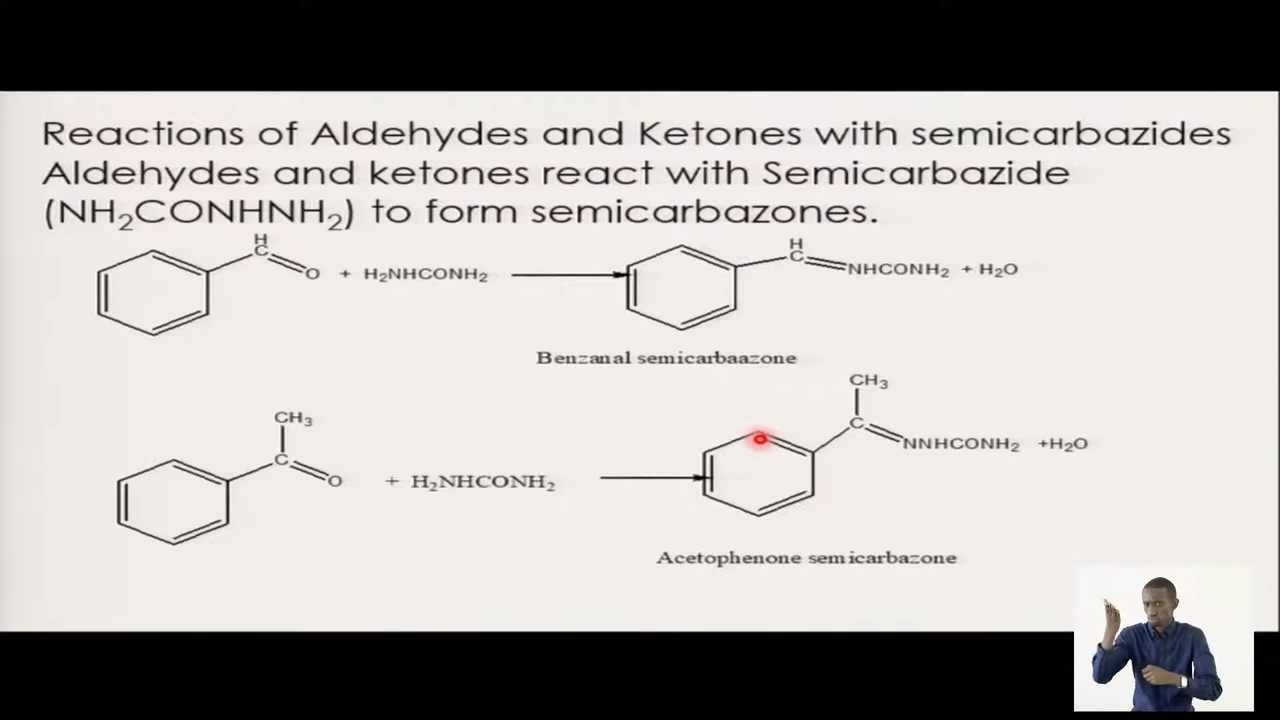 Reactions of Aldehydes and Ketones with semicarbazides
Aldehydes and ketones react with Semicarbazide
(NH₂CONHNH₂) to form semicarbazones.
H
C
O + H₂NHCONH₂
H
C
NHCONH₂ + H₂O
Benzanal semicarbaazone
CH₃
C
O + H₂NHCONH₂
CH₃
C
NNHCONH₂ +H₂O
Acetophenone semicarbazone